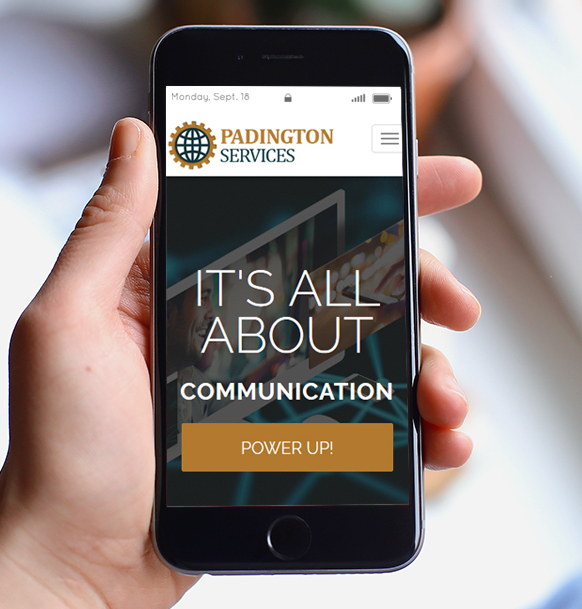 Monday, Sept. 18
PADINGTON
SERVICES
IT'S ALL
ABOUT
COMMUNICATION
POWER UP!